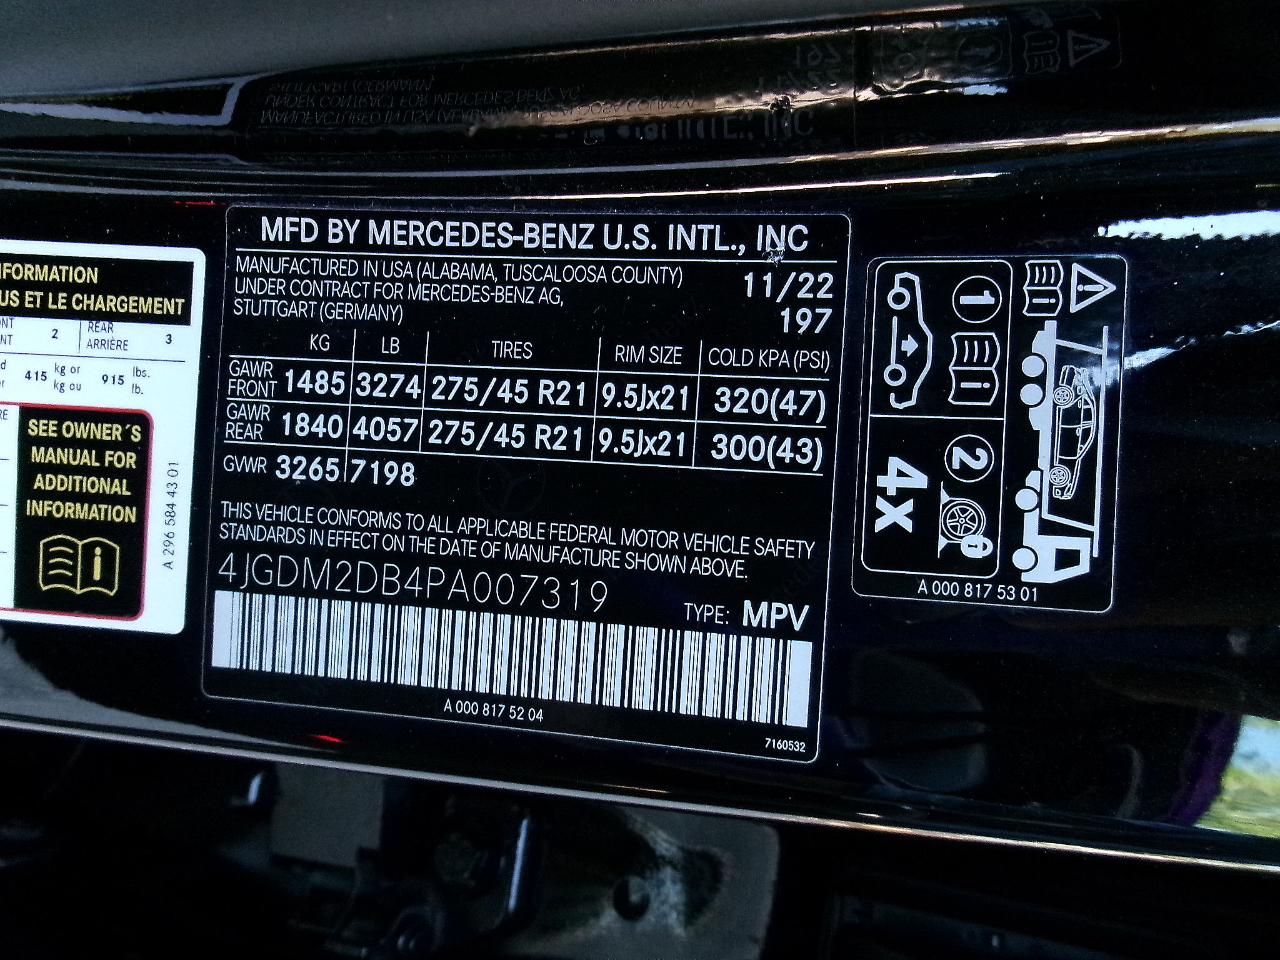 NFORMATION
US ET LE CHARGEMENT
2
REAR
ARRIÈRE
3
415
kg or
kg ou
915
lbs.
lb.
SEE OWNER´S
MANUAL FOR
ADDITIONAL
INFORMATION
A 296 584 43 01
MFD BY MERCEDES-BENZ U.S. INTL., INC
MANUFACTURED IN USA (ALABAMA, TUSCALOOSA COUNTY)
UNDER CONTRACT FOR MERCEDES-BENZ AG,
STUTTGART (GERMANY)
11/22
197
KG LB TIRES RIM SIZE COLD KPA (PSI)
GAWR FRONT 1485 3274 275/45 R21 9.5Jx21 320(47)
GAWR REAR 1840 4057 275/45 R21 9.5Jx21 300(43)
GVWR 3265 7198
THIS VEHICLE CONFORMS TO ALL APPLICABLE FEDERAL MOTOR VEHICLE SAFETY
STANDARDS IN EFFECT ON THE DATE OF MANUFACTURE SHOWN ABOVE.
4JGDM2DB4PA007319
TYPE: MPV
A 000 817 52 04
7160532
1
2
4x
A 000 817 53 01